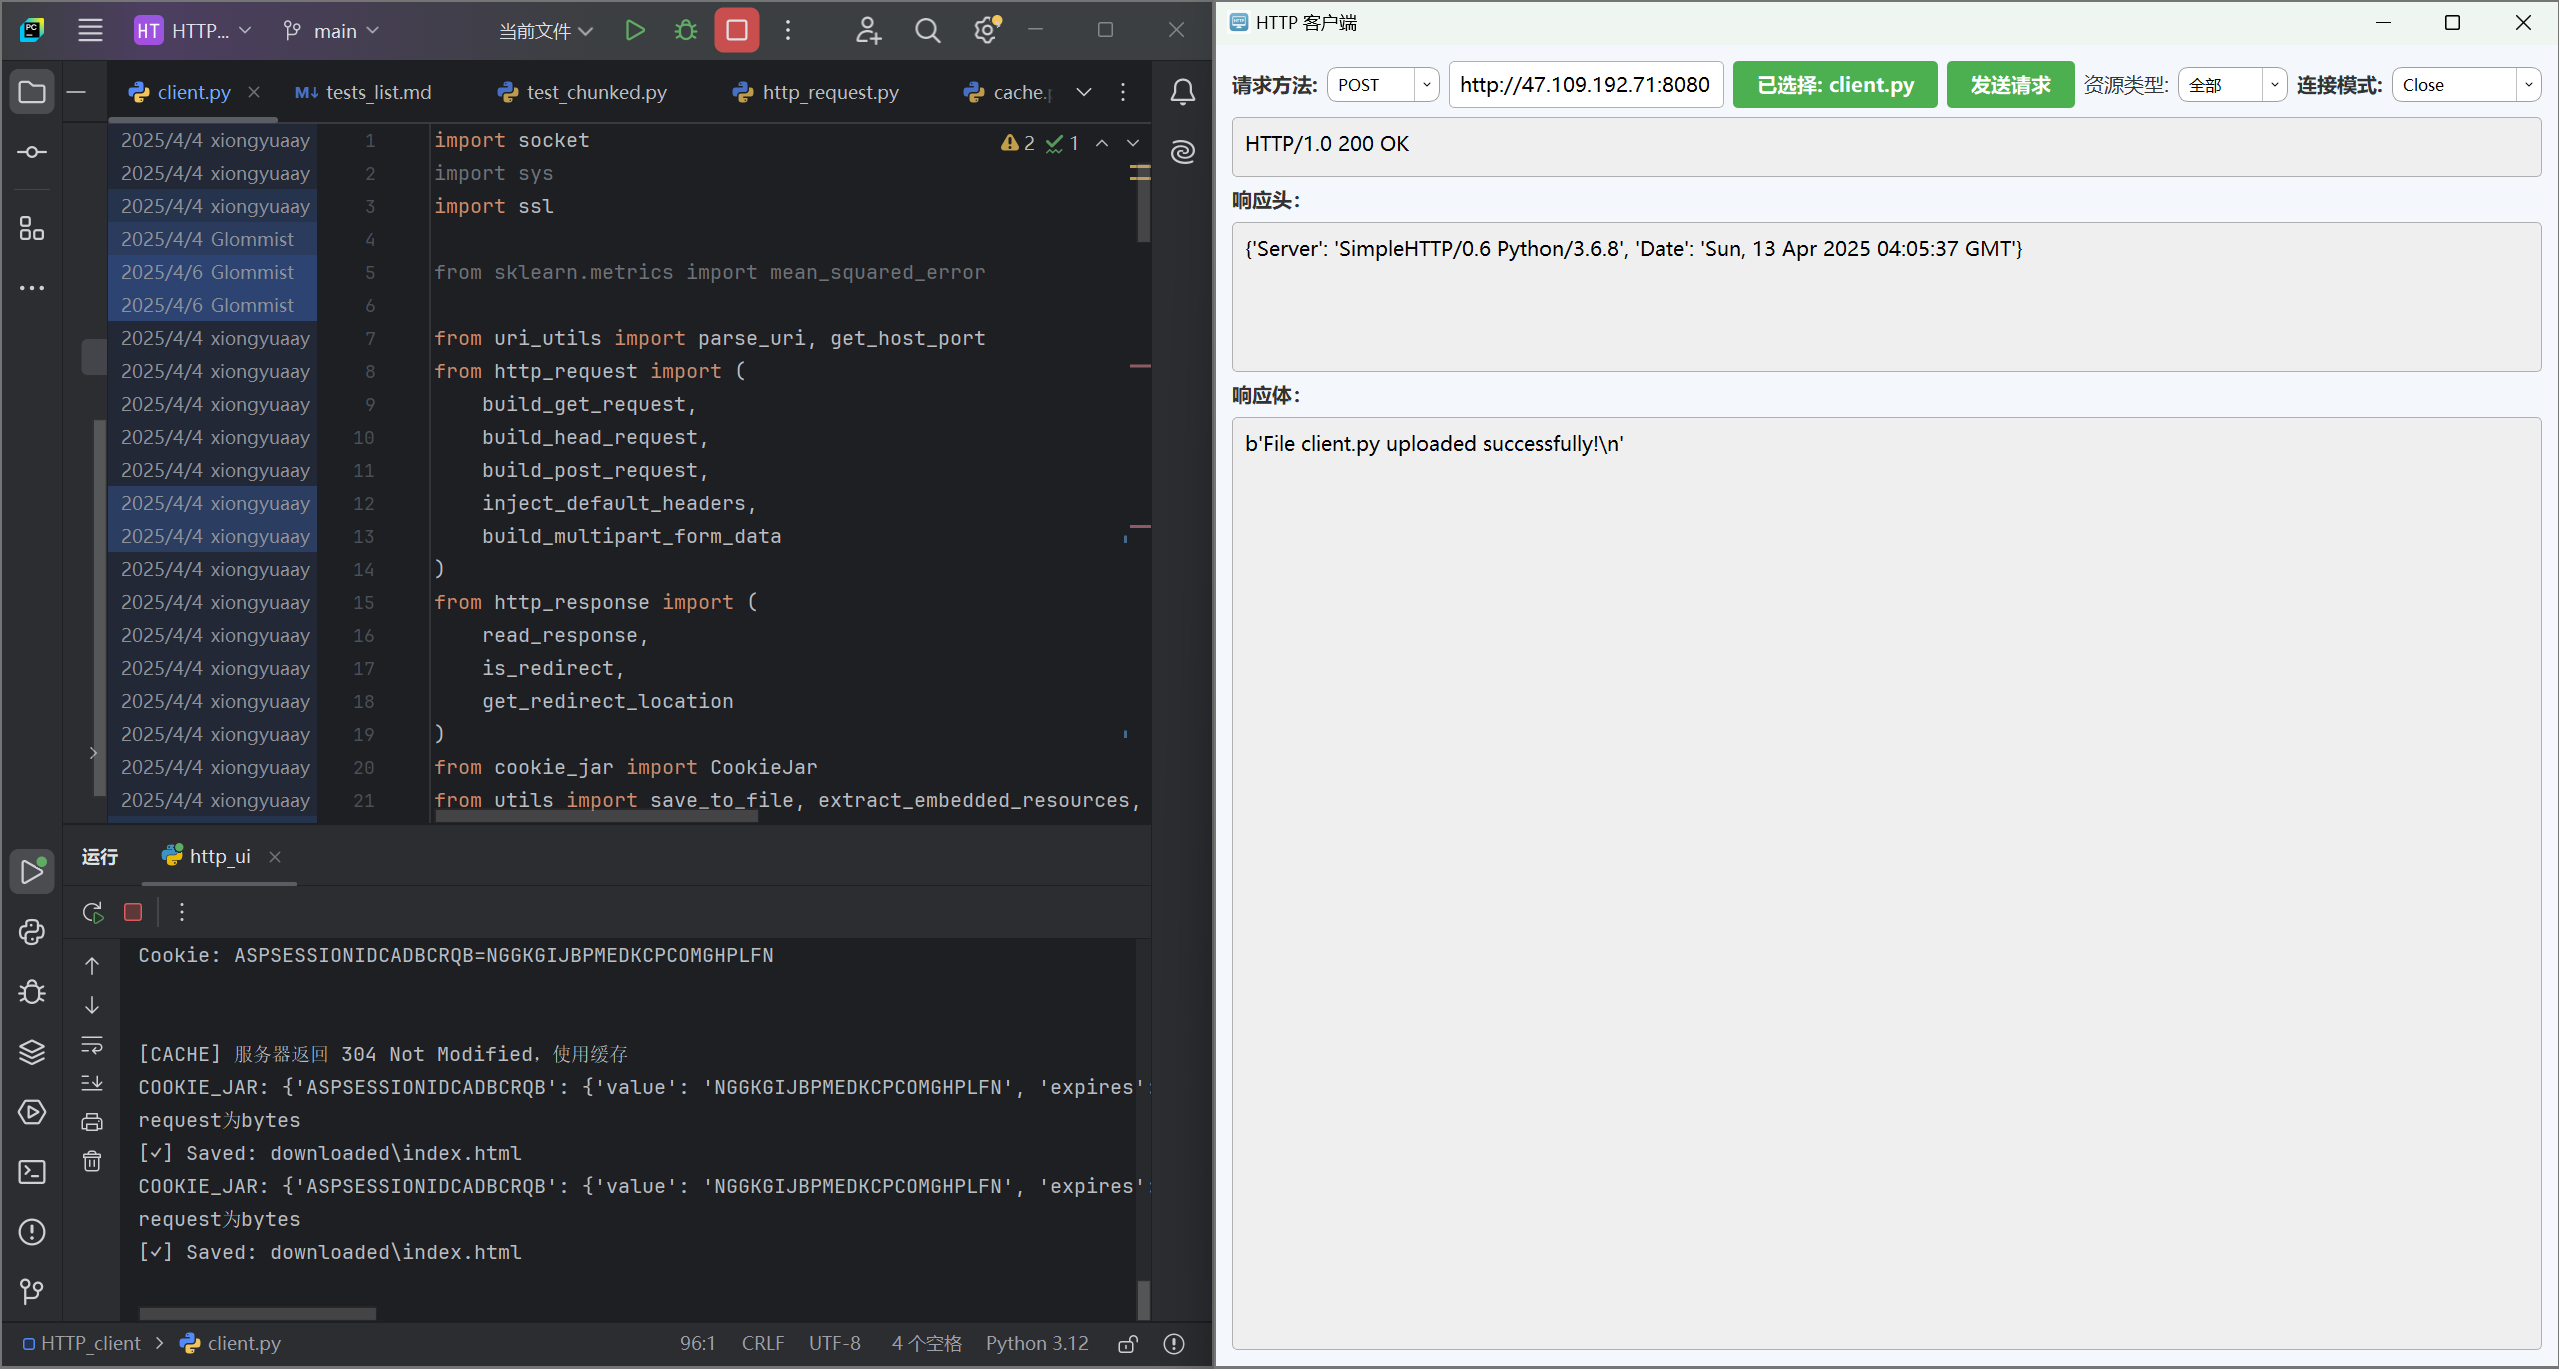 HT HTTP... main 当前文件
client.py tests_list.md test_chunked.py http_request.py cache.
2025/4/4 xiongyuaay 1 import socket
2 1
2025/4/4 xiongyuaay 2 import sys
2025/4/4 xiongyuaay 3 import ssl
2025/4/4 Glommist 4
2025/4/6 Glommist 5 from sklearn.metrics import mean_squared_error
2025/4/6 Glommist 6
2025/4/4 xiongyuaay 7 from uri_utils import parse_uri, get_host_port
2025/4/4 xiongyuaay 8 from http_request import (
2025/4/4 xiongyuaay 9 build_get_request,
2025/4/4 xiongyuaay 10 build_head_request,
2025/4/4 xiongyuaay 11 build_post_request,
2025/4/4 xiongyuaay 12 inject_default_headers,
2025/4/4 xiongyuaay 13 build_multipart_form_data
2025/4/4 xiongyuaay 14 )
2025/4/4 xiongyuaay 15 from http_response import (
2025/4/4 xiongyuaay 16 read_response,
2025/4/4 xiongyuaay 17 is_redirect,
2025/4/4 xiongyuaay 18 get_redirect_location
2025/4/4 xiongyuaay 19 )
2025/4/4 xiongyuaay 20 from cookie_jar import CookieJar
2025/4/4 xiongyuaay 21 from utils import save_to_file, extract_embedded_resources,
运行 http_ui
Cookie: ASPSESSIONIDCADBCRQB=NGGKGIJBPMEDKCPCOMGHPLFN
[CACHE] 服务器返回 304 Not Modified，使用缓存
COOKIE_JAR: {'ASPSESSIONIDCADBCRQB': {'value': 'NGGKGIJBPMEDKCPCOMGHPLFN', 'expires':
request为bytes
[✓] Saved: downloaded\index.html
COOKIE_JAR: {'ASPSESSIONIDCADBCRQB': {'value': 'NGGKGIJBPMEDKCPCOMGHPLFN', 'expires':
request为bytes
[✓] Saved: downloaded\index.html
HTTP_client > client.py 96:1 CRLF UTF-8 4 个空格 Python 3.12
HTTP 客户端
请求方法: POST http://47.109.192.71:8080 已选择: client.py 发送请求 资源类型: 全部 连接模式: Close
HTTP/1.0 200 OK
响应头:
{'Server': 'SimpleHTTP/0.6 Python/3.6.8', 'Date': 'Sun, 13 Apr 2025 04:05:37 GMT'}
响应体:
b'File client.py uploaded successfully!\n'